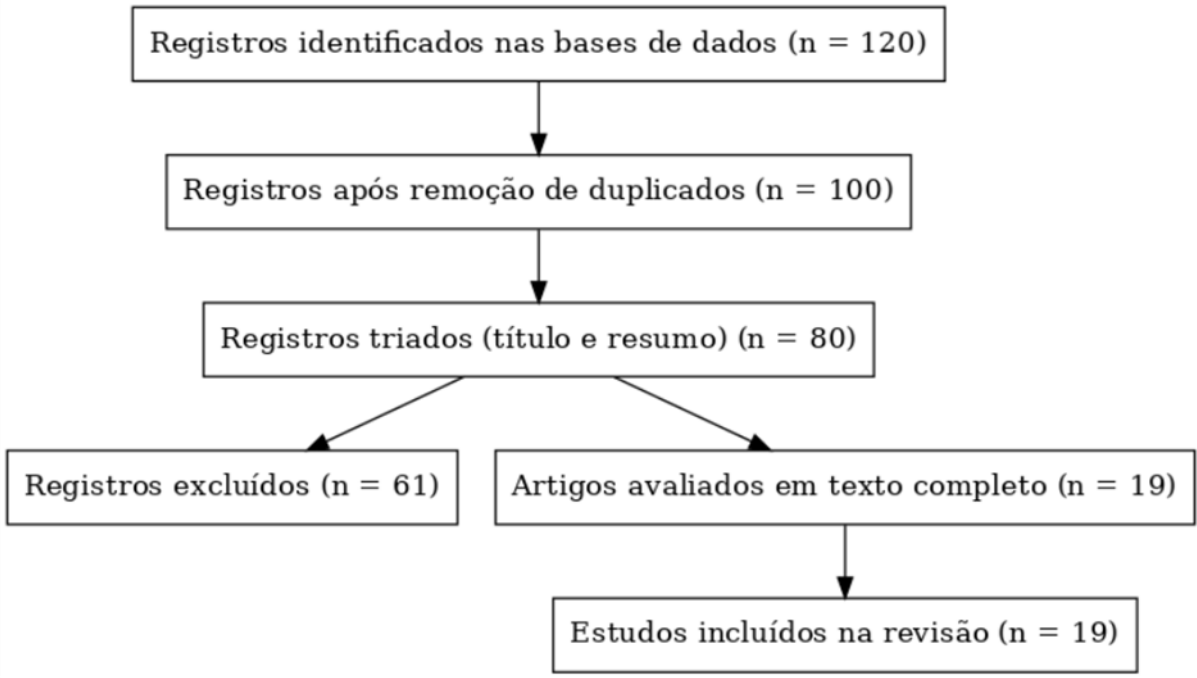 Registros identificados nas bases de dados (n = 120)
Registros após remoção de duplicados (n = 100)
Registros triados (título e resumo) (n = 80)
Registros excluídos (n = 61)
Artigos avaliados em texto completo (n = 19)
Estudos incluídos na revisão (n = 19)